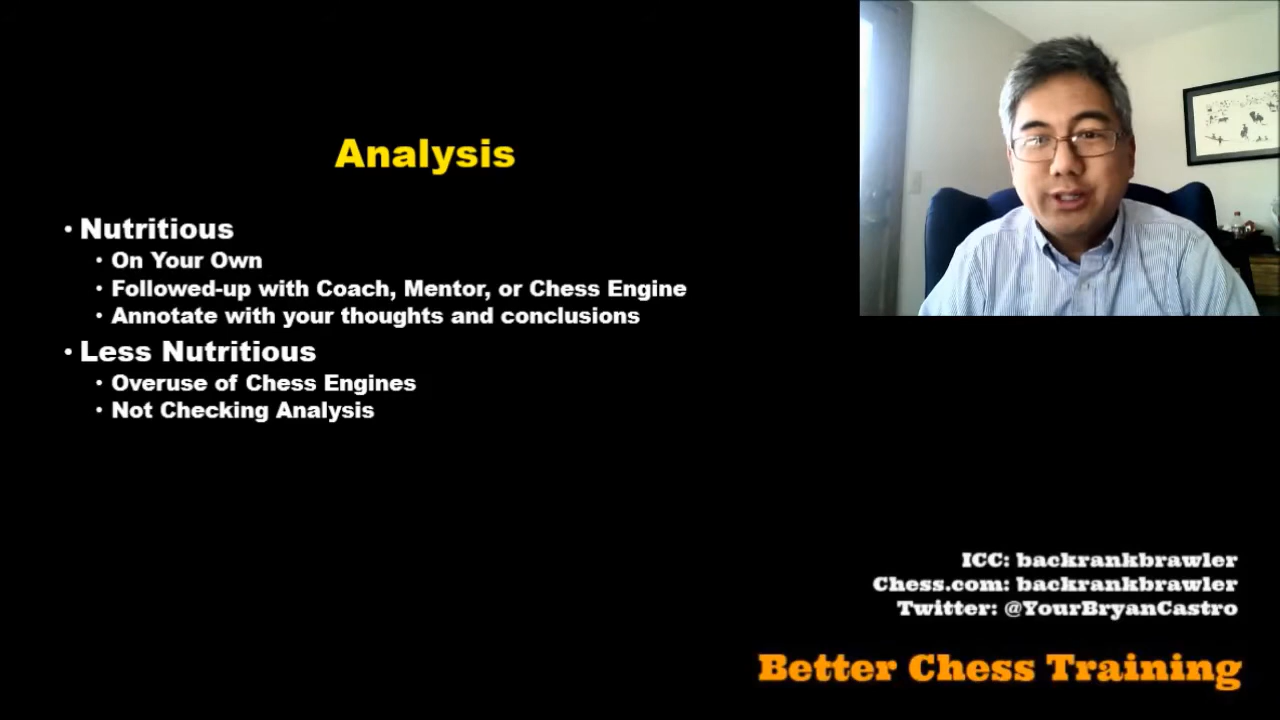 Analysis
• Nutritious
• On Your Own
• Followed-up with Coach, Mentor, or Chess Engine
• Annotate with your thoughts and conclusions
• Less Nutritious
• Overuse of Chess Engines
• Not Checking Analysis
ICC: backrankbrawler
Chess.com: backrankbrawler
Twitter: @YourBryanCastro
Better Chess Training